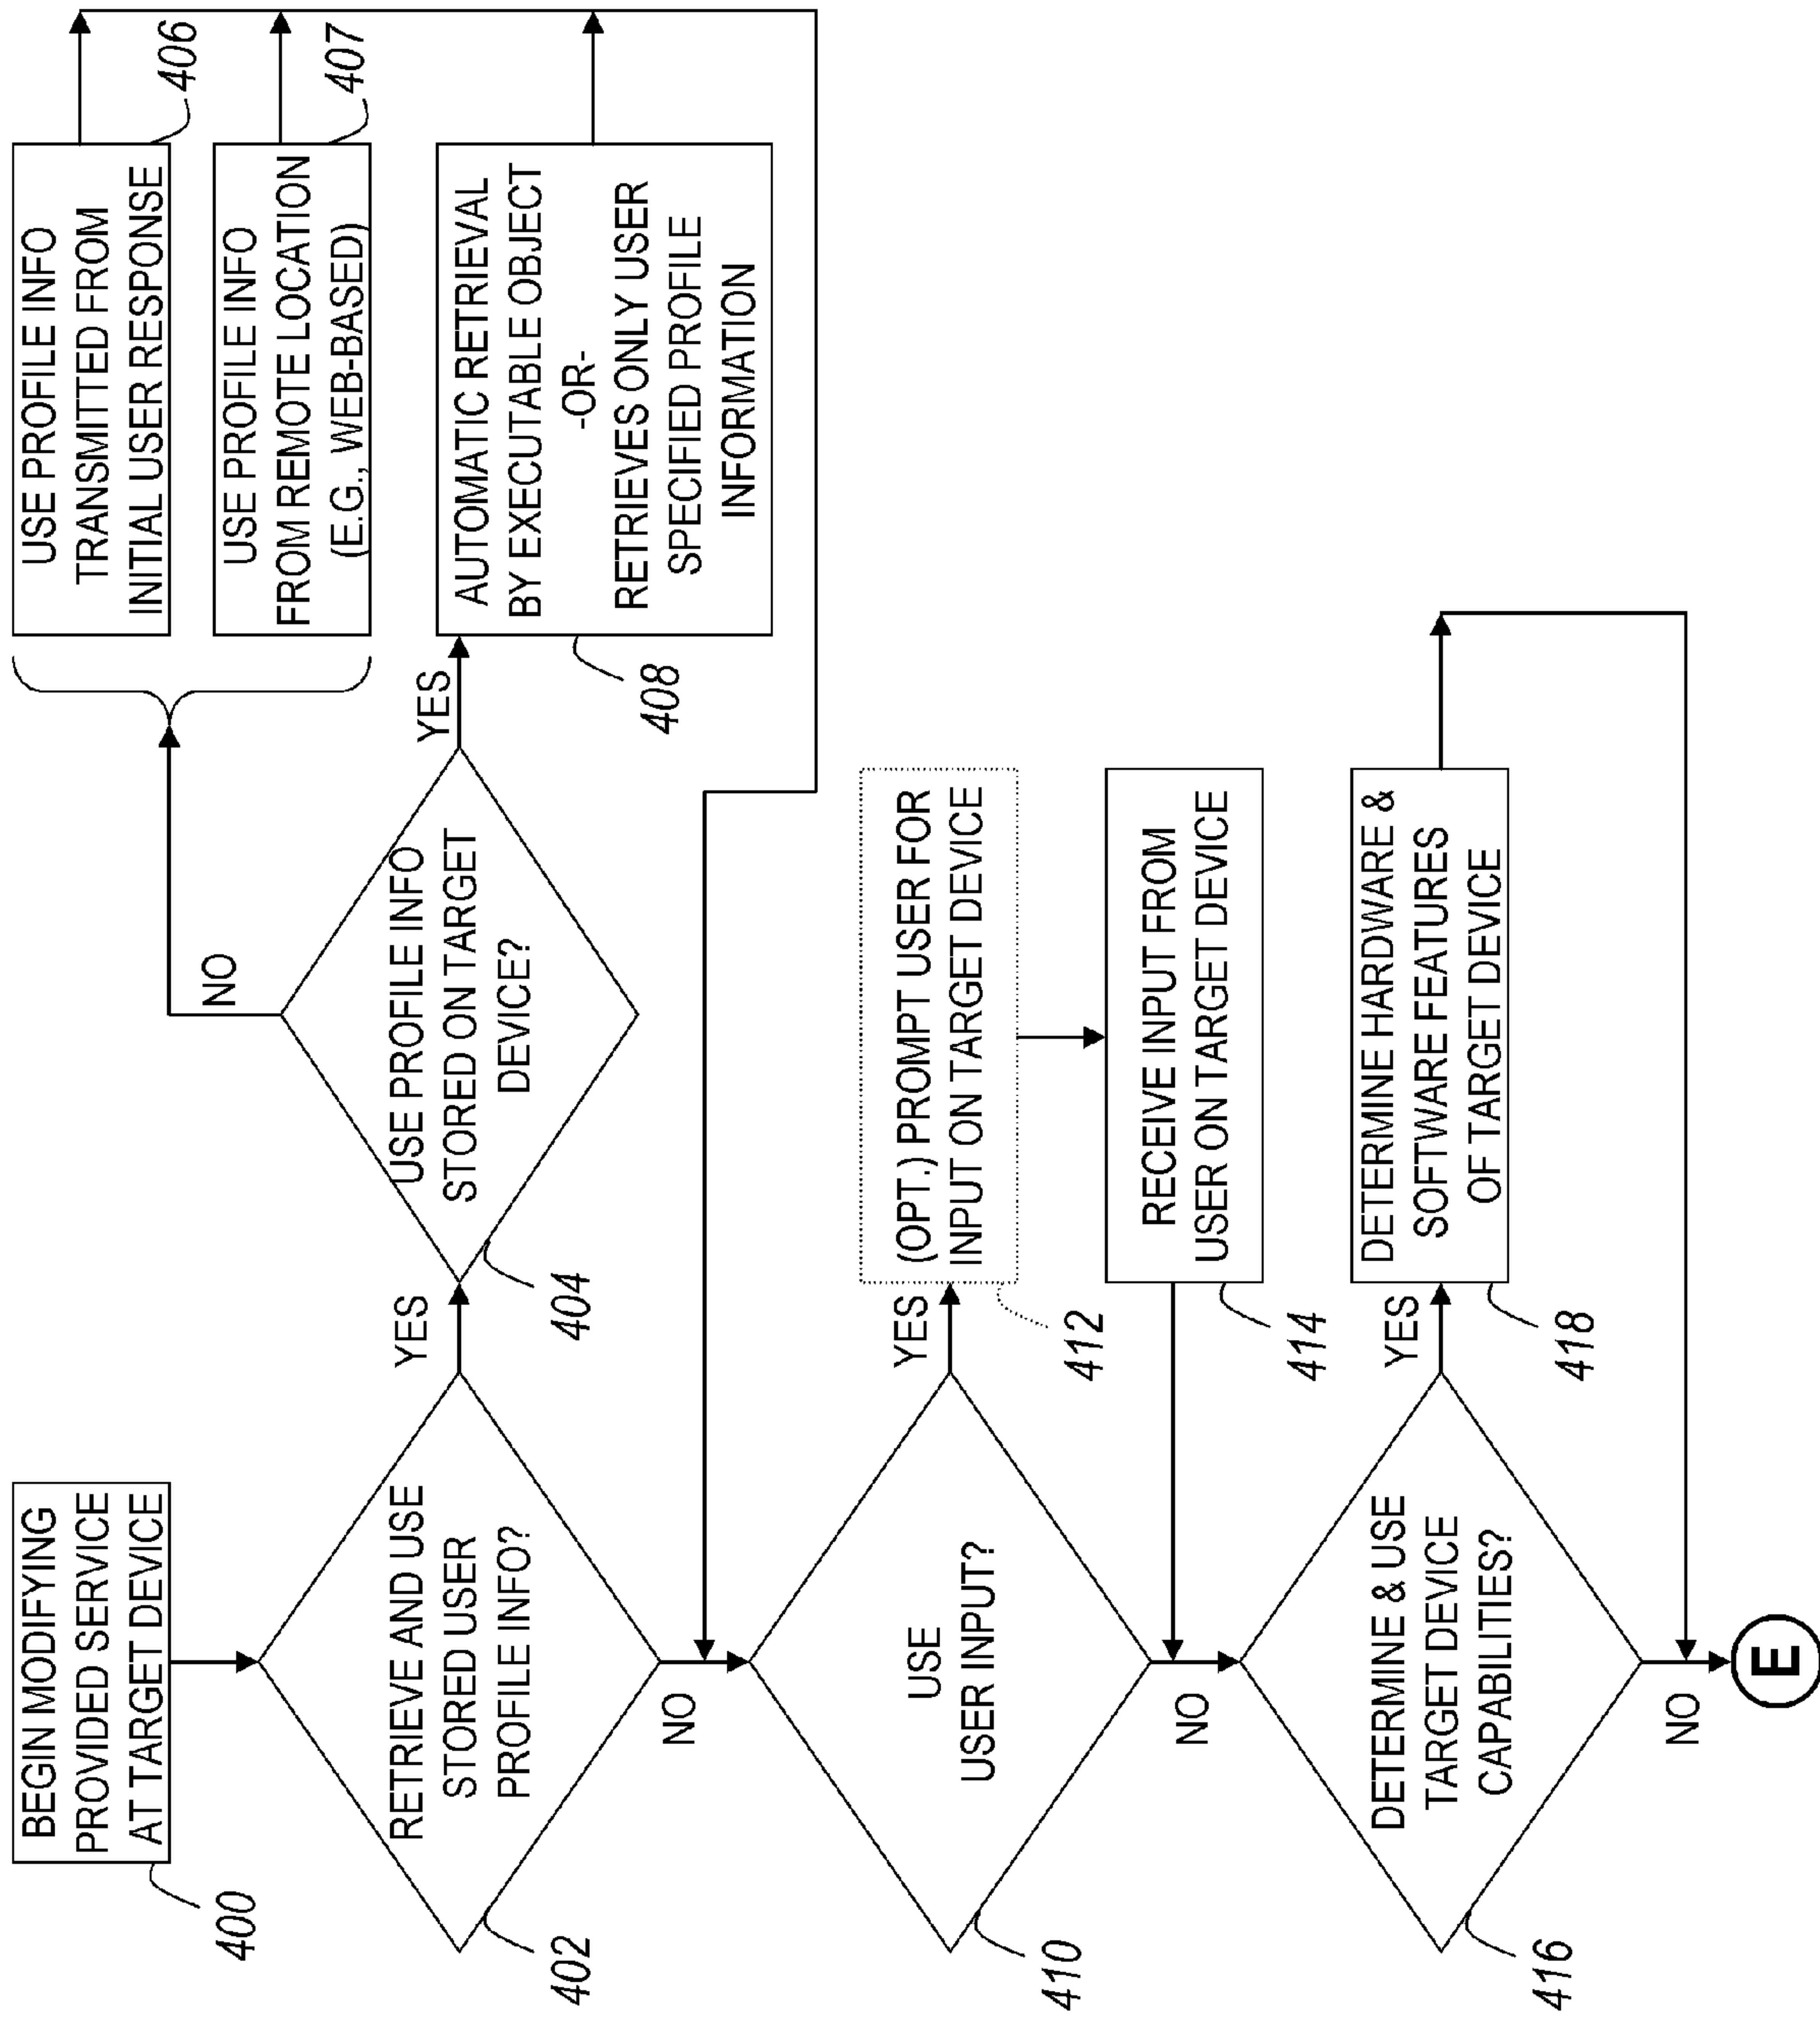 BEGIN MODIFYING
PROVIDED SERVICE
AT TARGET DEVICE
400
RETRIEVE AND USE
STORED USER
PROFILE INFO?
402
YES
NO
USE PROFILE INFO
STORED ON TARGET
DEVICE?
404
NO
YES
USE PROFILE INFO
TRANSMITTED FROM
INITIAL USER RESPONSE
406
USE PROFILE INFO
FROM REMOTE LOCATION
(E.G., WEB-BASED)
407
AUTOMATIC RETRIEVAL
BY EXECUTABLE OBJECT
-OR-
RETRIEVES ONLY USER
SPECIFIED PROFILE
INFORMATION
408
USE
USER INPUT?
410
YES
NO
(OPT.) PROMPT USER FOR
INPUT ON TARGET DEVICE
412
RECEIVE INPUT FROM
USER ON TARGET DEVICE
414
DETERMINE & USE
TARGET DEVICE
CAPABILITIES?
416
YES
NO
DETERMINE HARDWARE &
SOFTWARE FEATURES
OF TARGET DEVICE
418
E